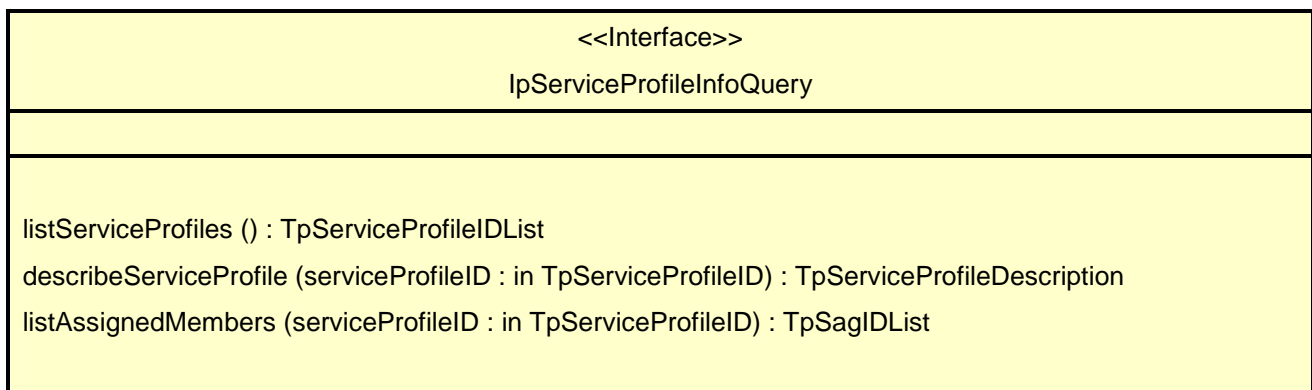 <<Interface>>
IpServiceProfileInfoQuery
listServiceProfiles () : TpServiceProfileIDList
describeServiceProfile (serviceProfileID : in TpServiceProfileID) : TpServiceProfileDescription
listAssignedMembers (serviceProfileID : in TpServiceProfileID) : TpSagIDList